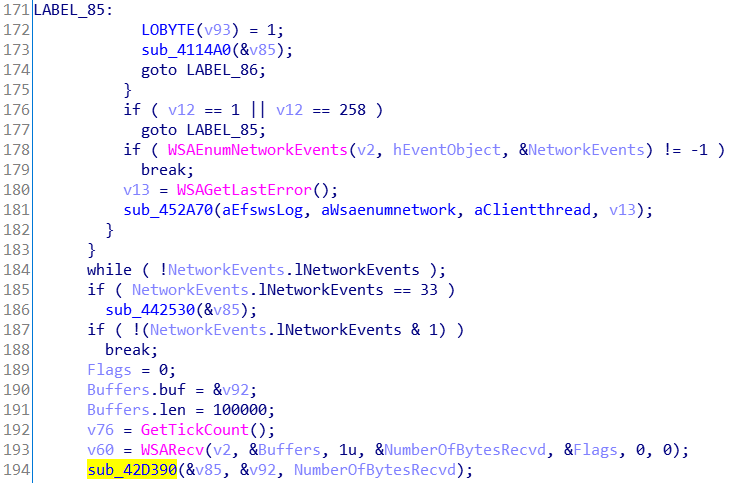 171 LABEL_85:
172 LOBYTE(v93) = 1;
173 sub_4114A0(&v85);
174 goto LABEL_86;
175 }
176 if ( v12 == 1 || v12 == 258 )
177 goto LABEL_85;
178 if ( WSAEnumNetworkEvents(v2, hEventObject, &NetworkEvents) != -1 )
179 break;
180 v13 = WSAGetLastError();
181 sub_452A70(aEfswsLog, aWsaenumnetwork, aClientthread, v13);
182 }
183 }
184 while ( !NetworkEvents.lNetworkEvents );
185 if ( NetworkEvents.lNetworkEvents == 33 )
186 sub_442530(&v85);
187 if ( !(NetworkEvents.lNetworkEvents & 1) )
188 break;
189 Flags = 0;
190 Buffers.buf = &v92;
191 Buffers.len = 100000;
192 v76 = GetTickCount();
193 v60 = WSARecv(v2, &Buffers, 1u, &NumberOfBytesRecvd, &Flags, 0, 0);
194 sub_42D390(&v85, &v92, NumberOfBytesRecvd);